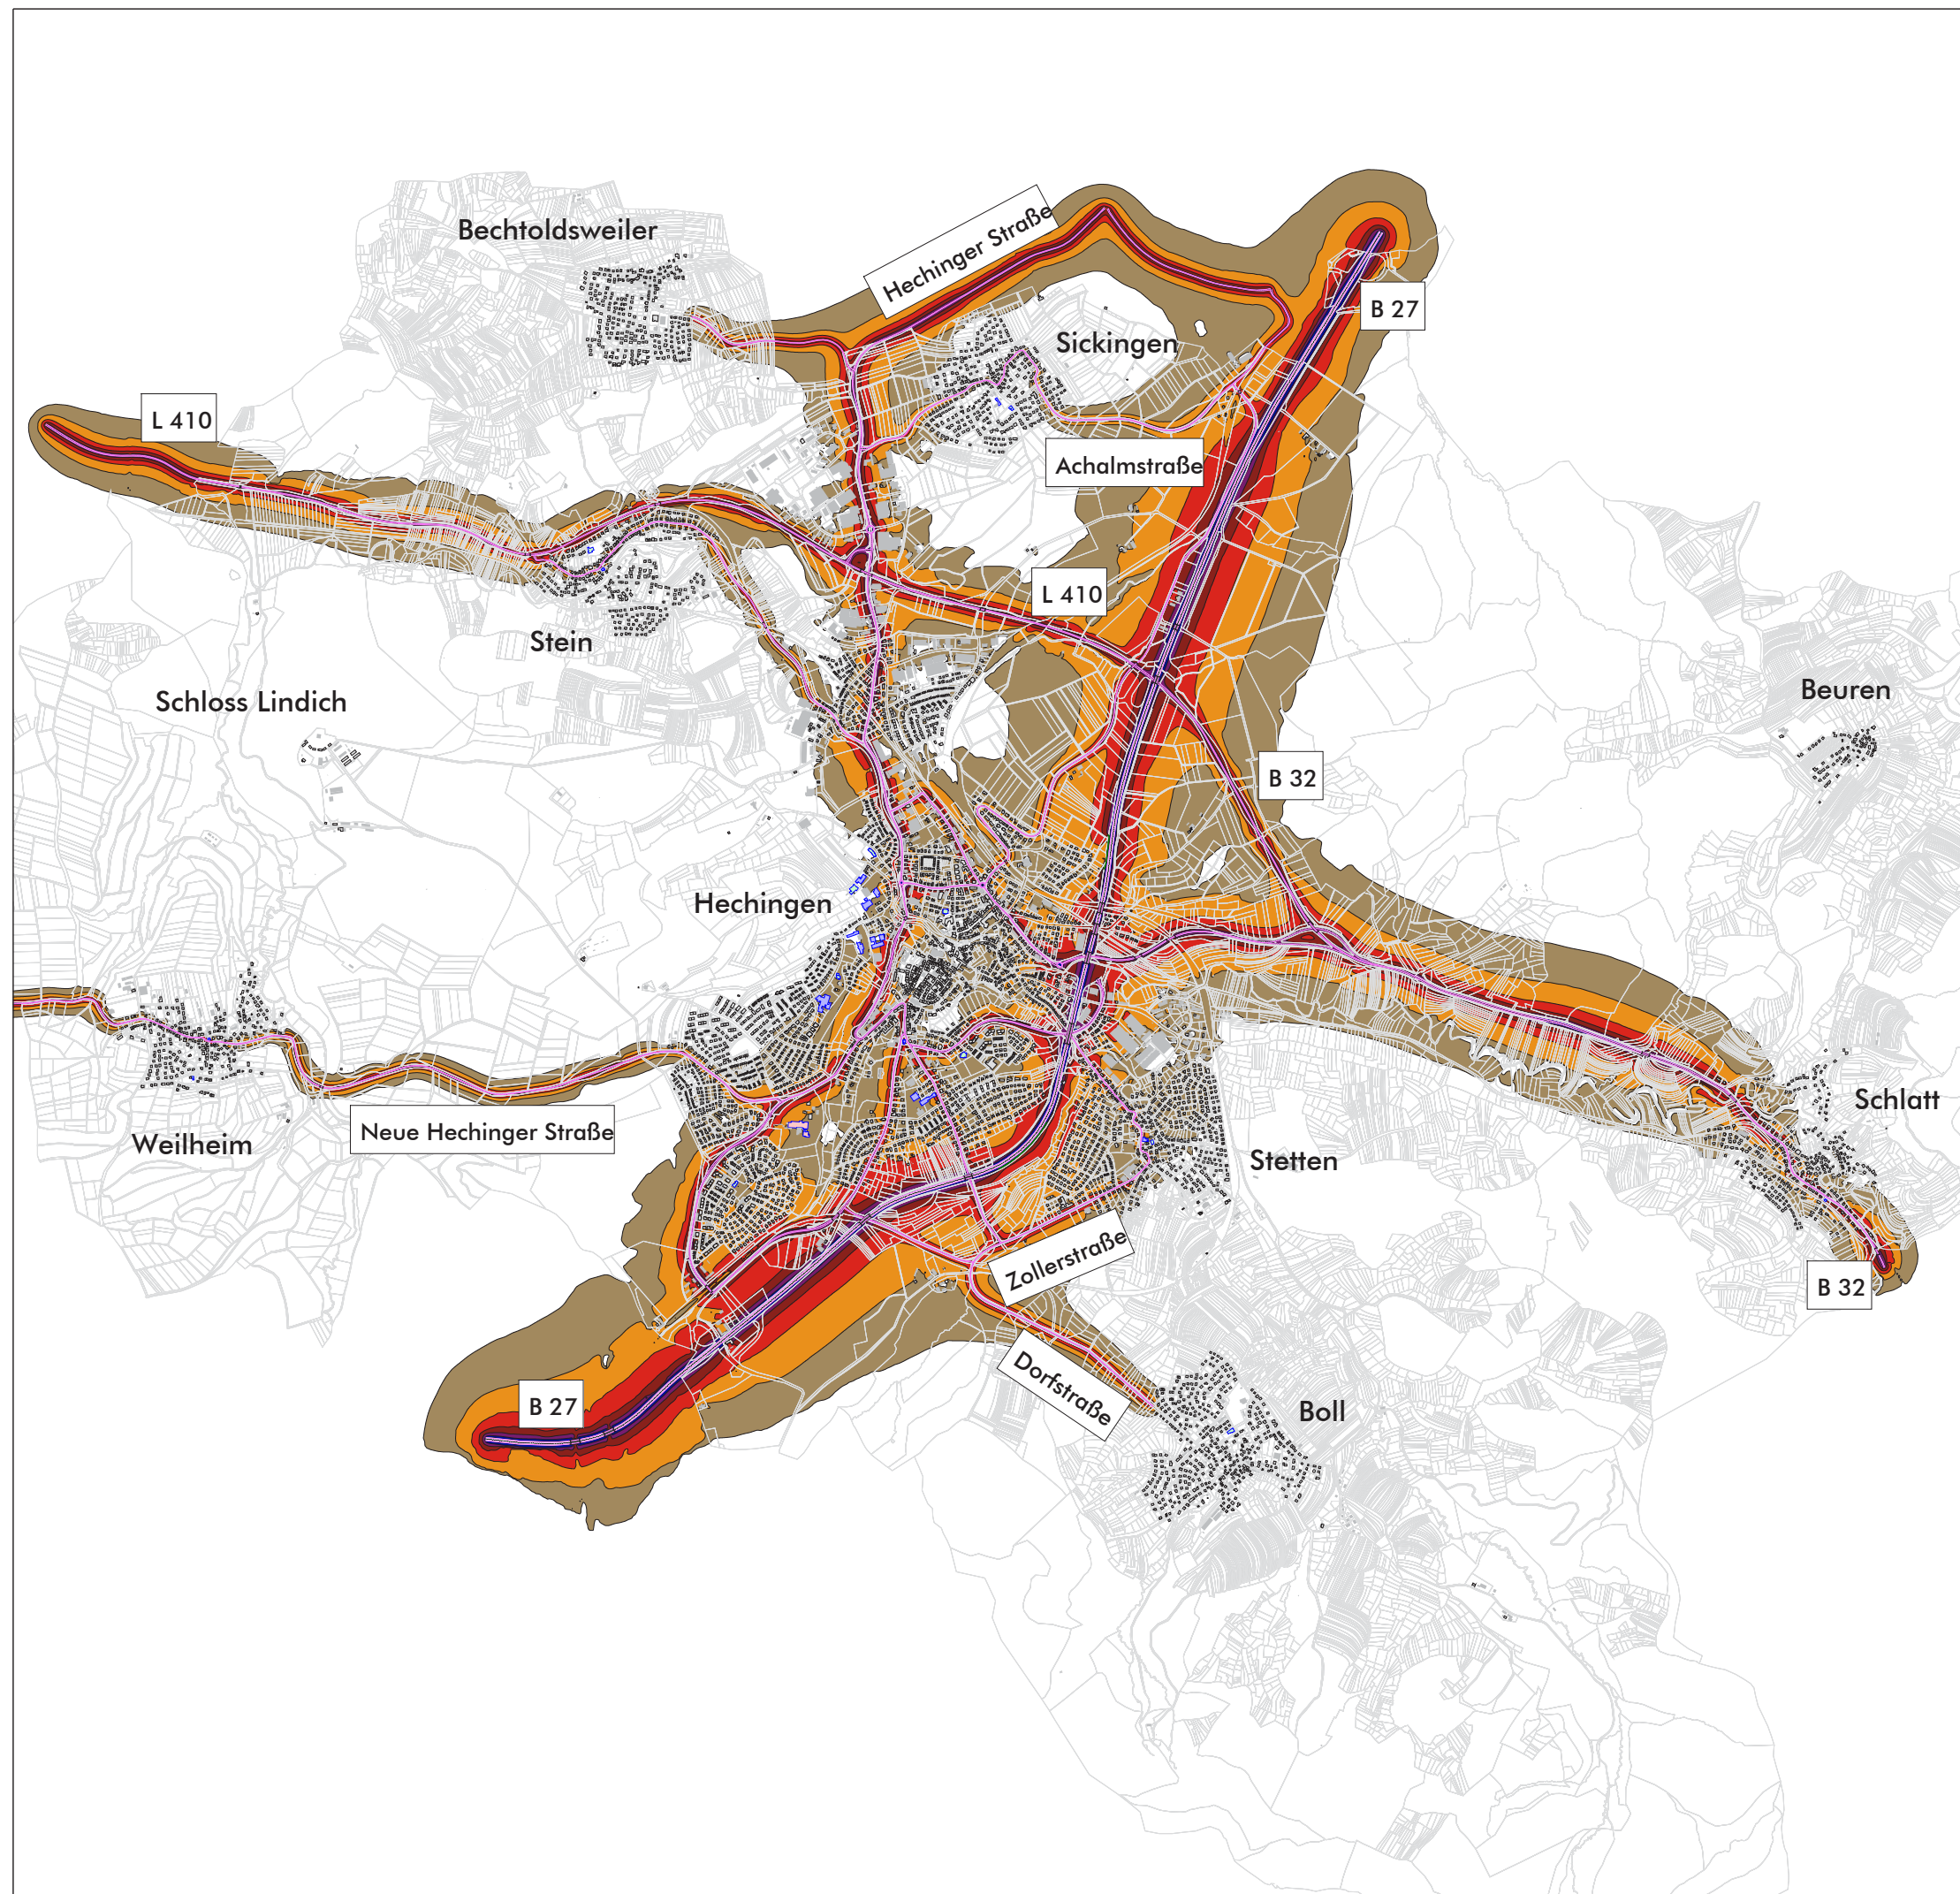 Bechtoldsweiler
Hechinger Straße
B 27
Sickingen
L 410
Achalmstraße
L 410
Stein
Schloss Lindich
Beuren
B 32
Hechingen
Schlatt
Neue Hechinger Straße
Weilheim
Stetten
Zollerstraße
B 32
Dorfstraße
B 27
Boll